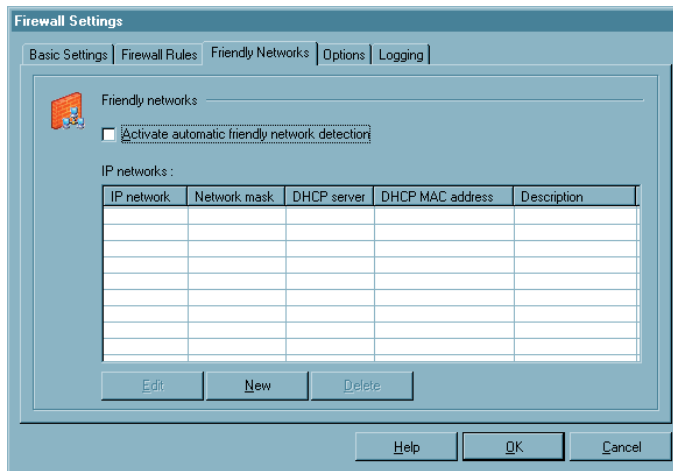 Firewall Settings
Basic Settings Firewall Rules Friendly Networks Options Logging
Friendly networks
Activate automatic friendly network detection
IP networks :
IP network Network mask DHCP server DHCP MAC address Description
Edit New Delete
Help OK Cancel